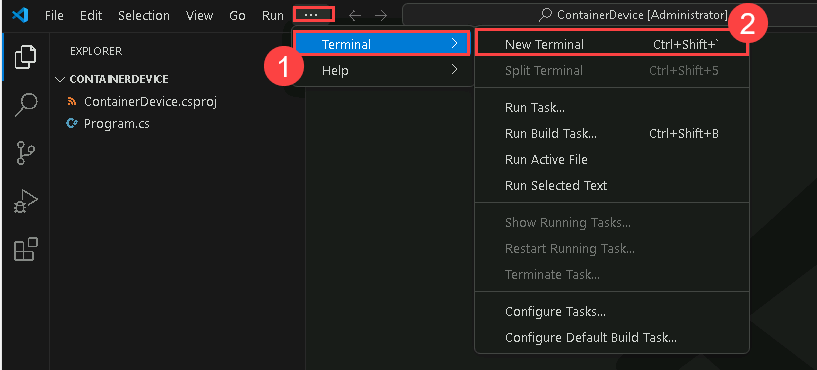 File Edit Selection View Go Run ··· ContainerDevice [Administrator]
2
EXPLORER
Terminal
New Terminal Ctrl+Shift+`
1
Help
Split Terminal Ctrl+Shift+5
CONTAINERDEVICE
ContainerDevice.csproj
Program.cs
Run Task...
Run Build Task... Ctrl+Shift+B
Run Active File
Run Selected Text
Show Running Tasks...
Restart Running Task...
Terminate Task...
Configure Tasks...
Configure Default Build Task...